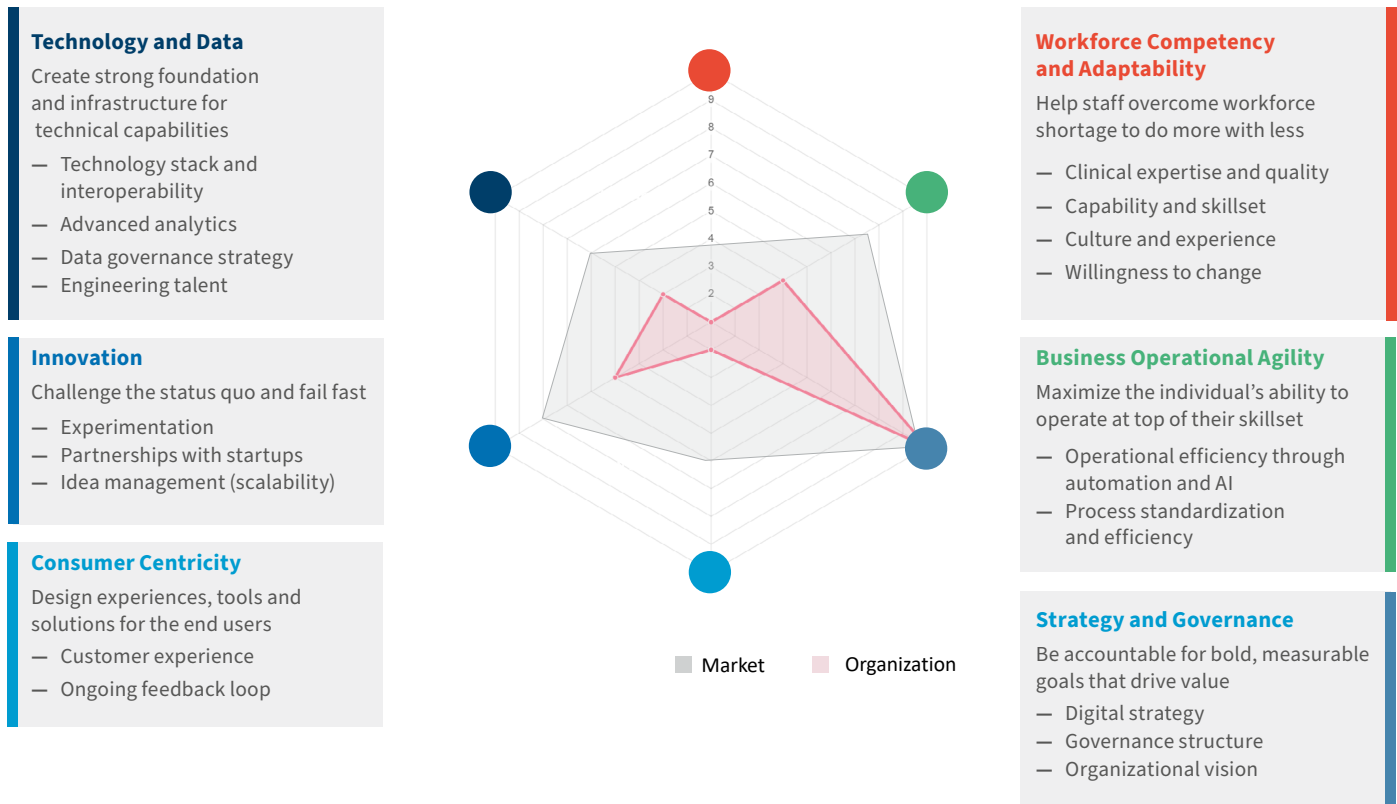 Technology and Data
Create strong foundation
and infrastructure for
technical capabilities
— Technology stack and
interoperability
— Advanced analytics
— Data governance strategy
— Engineering talent
Innovation
Challenge the status quo and fail fast
— Experimentation
— Partnerships with startups
— Idea management (scalability)
Consumer Centricity
Design experiences, tools and
solutions for the end users
— Customer experience
— Ongoing feedback loop
9
8
7
6
5
4
3
2
Market
Organization
Workforce Competency
and Adaptability
Help staff overcome workforce
shortage to do more with less
— Clinical expertise and quality
— Capability and skillset
— Culture and experience
— Willingness to change
Business Operational Agility
Maximize the individual’s ability to
operate at top of their skillset
— Operational efficiency through
automation and AI
— Process standardization
and efficiency
Strategy and Governance
Be accountable for bold, measurable
goals that drive value
— Digital strategy
— Governance structure
— Organizational vision